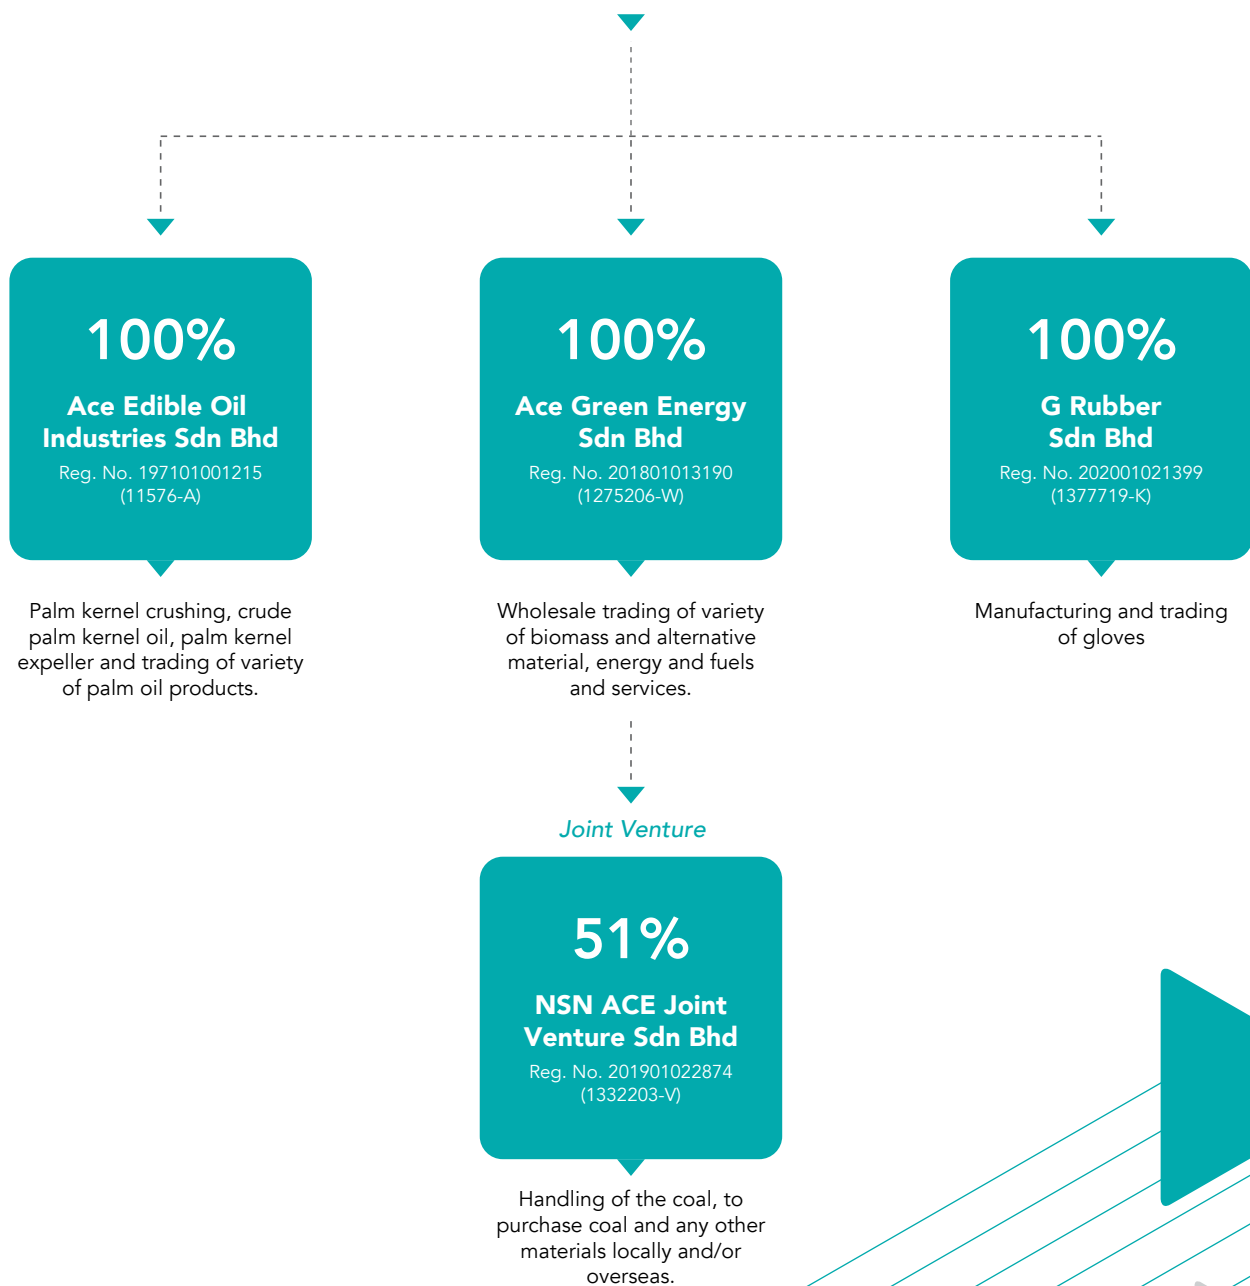 100%
Ace Edible Oil
Industries Sdn Bhd
Reg. No. 197101001215
(11576-A)
Palm kernel crushing, crude
palm kernel oil, palm kernel
expeller and trading of variety
of palm oil products.
100%
Ace Green Energy
Sdn Bhd
Reg. No. 201801013190
(1275206-W)
Wholesale trading of variety
of biomass and alternative
material, energy and fuels
and services.
100%
G Rubber
Sdn Bhd
Reg. No. 202001021399
(1377719-K)
Manufacturing and trading
of gloves
Joint Venture
51%
NSN ACE Joint
Venture Sdn Bhd
Reg. No. 201901022874
(1332203-V)
Handling of the coal, to
purchase coal and any other
materials locally and/or
overseas.